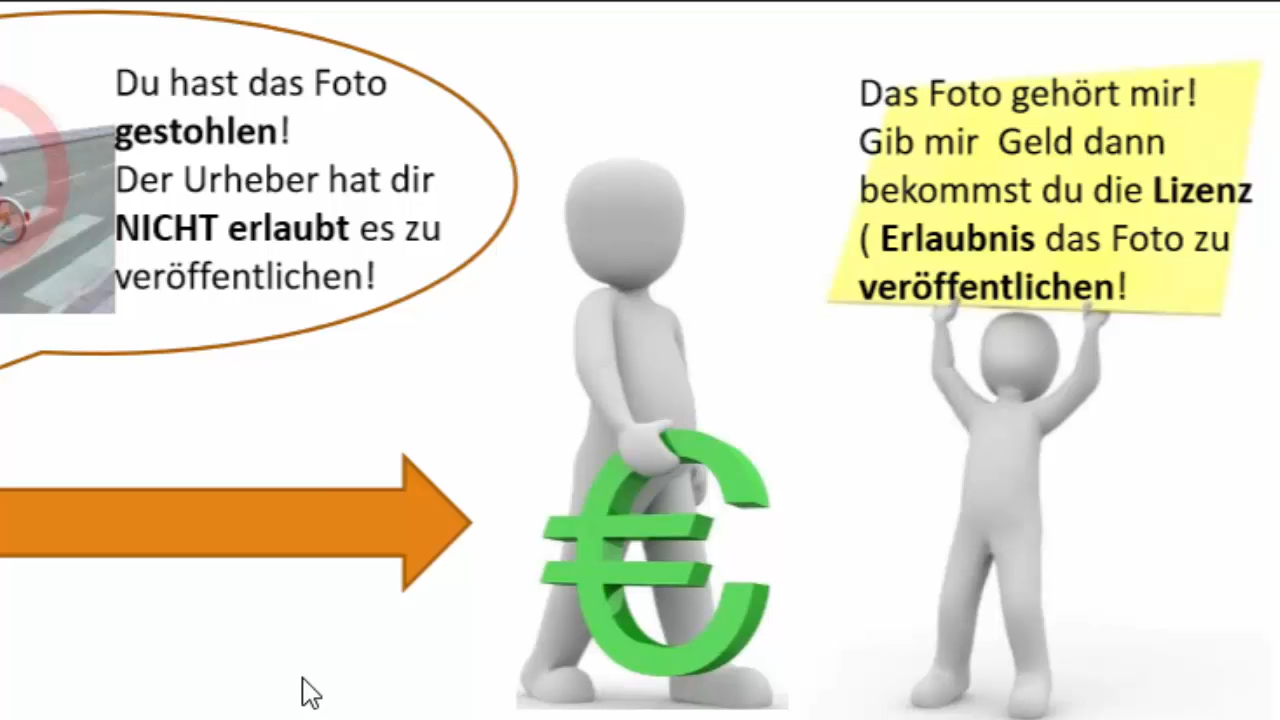 Du hast das Foto
gestohlen!
Der Urheber hat dir
NICHT erlaubt es zu
veröffentlichen!
Das Foto gehört mir!
Gib mir  Geld dann
bekommst du die Lizenz
( Erlaubnis das Foto zu
veröffentlichen!